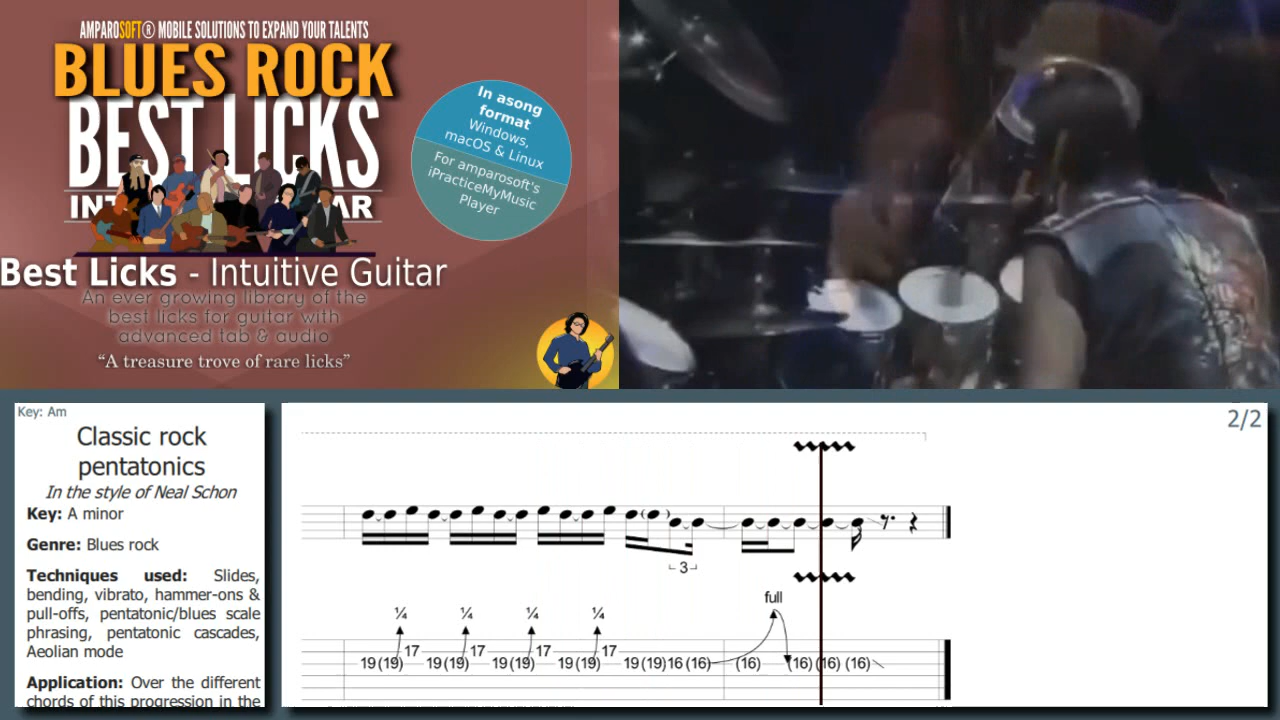 AMPAROSOFT® MOBILE SOLUTIONS TO EXPAND YOUR TALENTS
BLUES ROCK
BEST LICKS
In asong
format
Windows,
macOS & Linux
For amparosoft's
iPracticeMyMusic
Player
Best Licks - Intuitive Guitar
An ever growing library of the
best licks for guitar with
advanced tab & audio
“A treasure trove of rare licks”
Key: Am
Classic rock
pentatonics
In the style of Neal Schon
Key: A minor
Genre: Blues rock
Techniques used: Slides,
bending, vibrato, hammer-ons &
pull-offs, pentatonic/blues scale
phrasing, pentatonic cascades,
Aeolian mode
Application: Over the different
chords of this progression in the
2/2
3
full
¼ ¼ ¼ ¼
17 17 17 17
19 (19) 19 (19) 19 (19) 19 (19) 19 (19) 16 (16) (16) (16) (16) (16)